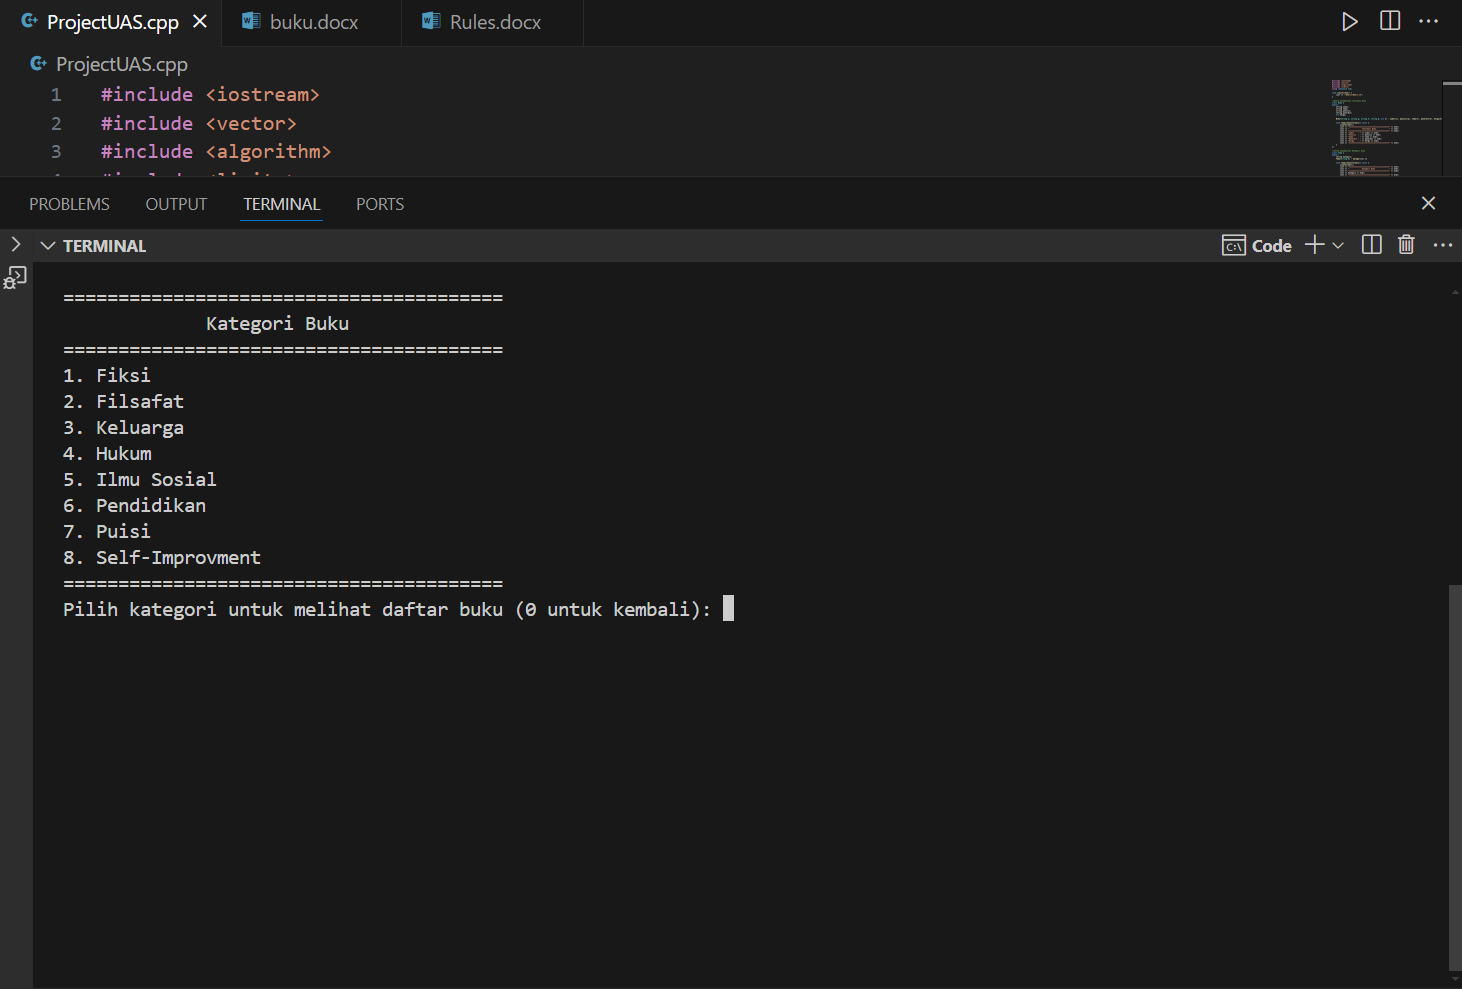 ProjectUAS.cpp
buku.docx
Rules.docx
ProjectUAS.cpp
1 #include <iostream>
2 #include <vector>
3 #include <algorithm>
PROBLEMS OUTPUT TERMINAL PORTS
TERMINAL
Code
========================================
Kategori Buku
========================================
1. Fiksi
2. Filsafat
3. Keluarga
4. Hukum
5. Ilmu Sosial
6. Pendidikan
7. Puisi
8. Self-Improvment
========================================
Pilih kategori untuk melihat daftar buku (0 untuk kembali):